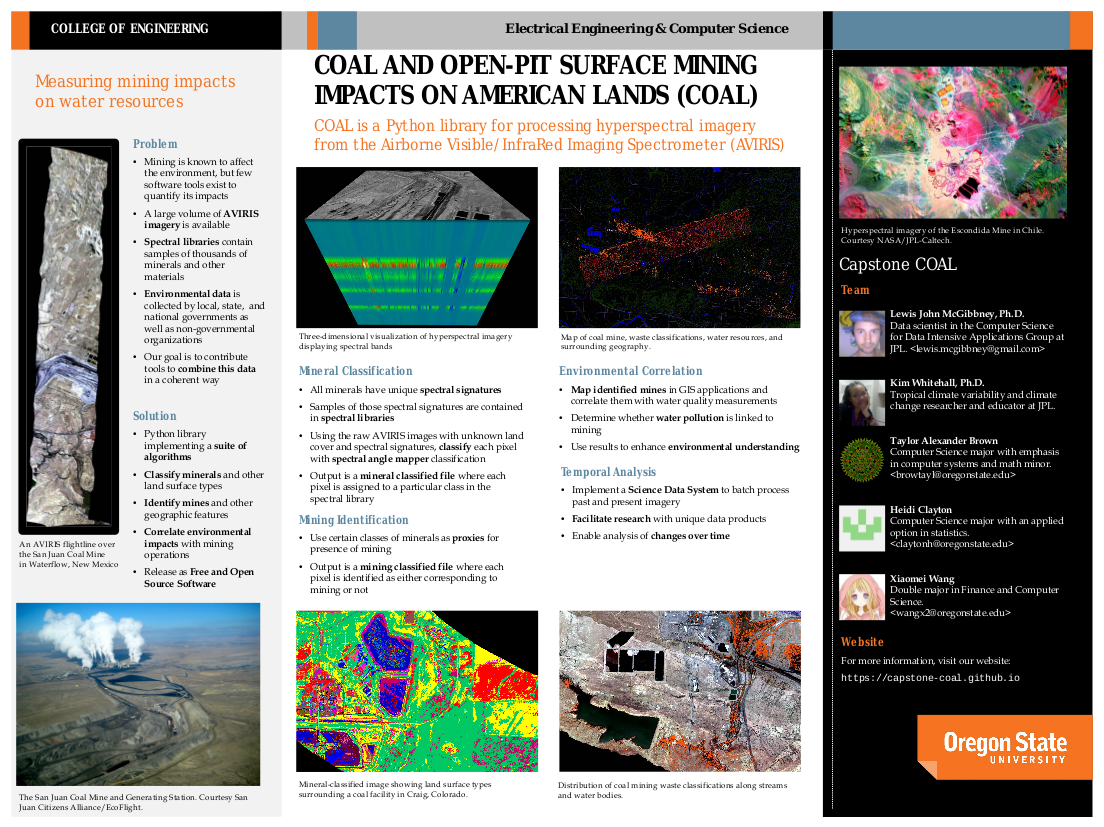 COLLEGE OF ENGINEERING
Electrical Engineering & Computer Science
Measuring mining impacts
on water resources
An AVIRIS flightline over
the San Juan Coal Mine
in Waterflow, New Mexico
Problem
• Mining is known to affect
the environment, but few
software tools exist to
quantify its impacts
• A large volume of AVIRIS
imagery is available
• Spectral libraries contain
samples of thousands of
minerals and other
materials
• Environmental data is
collected by local, state, and
national governments as
well as non-governmental
organizations
• Our goal is to contribute
tools to combine this data
in a coherent way
Solution
• Python library
implementing a suite of
algorithms
• Classify minerals and other
land surface types
• Identify mines and other
geographic features
• Correlate environmental
impacts with mining
operations
• Release as Free and Open
Source Software
The San Juan Coal Mine and Generating Station. Courtesy San
Juan Citizens Alliance/EcoFlight.
COAL AND OPEN-PIT SURFACE MINING
IMPACTS ON AMERICAN LANDS (COAL)
COAL is a Python library for processing hyperspectral imagery
from the Airborne Visible/InfraRed Imaging Spectrometer (AVIRIS)
Three-dimensional visualization of hyperspectral imagery
displaying spectral bands
Mineral Classification
• All minerals have unique spectral signatures
• Samples of those spectral signatures are contained
in spectral libraries
• Using the raw AVIRIS images with unknown land
cover and spectral signatures, classify each pixel
with spectral angle mapper classification
• Output is a mineral classified file where each
pixel is assigned to a particular class in the
spectral library
Mining Identification
• Use certain classes of minerals as proxies for
presence of mining
• Output is a mining classified file where each
pixel is identified as either corresponding to
mining or not
Mineral-classified image showing land surface types
surrounding a coal facility in Craig, Colorado.
Map of coal mine, waste classifications, water resources, and
surrounding geography.
Environmental Correlation
• Map identified mines in GIS applications and
correlate them with water quality measurements
• Determine whether water pollution is linked to
mining
• Use results to enhance environmental understanding
Temporal Analysis
• Implement a Science Data System to batch process
past and present imagery
• Facilitate research with unique data products
• Enable analysis of changes over time
Distribution of coal mining waste classifications along streams
and water bodies.
Hyperspectral imagery of the Escondida Mine in Chile.
Courtesy NASA/JPL-Caltech.
Capstone COAL
Team
Lewis John McGibbney, Ph.D.
Data scientist in the Computer Science
for Data Intensive Applications Group at
JPL. <lewis.mcgibbney@gmail.com>
Kim Whitehall, Ph.D.
Tropical climate variability and climate
change researcher and educator at JPL.
Taylor Alexander Brown
Computer Science major with emphasis
in computer systems and math minor.
<browtayl@oregonstate.edu>
Heidi Clayton
Computer Science major with an applied
option in statistics.
<claytonh@oregonstate.edu>
Xiaomei Wang
Double major in Finance and Computer
Science.
<wangx2@oregonstate.edu>
Website
For more information, visit our website:
https://capstone-coal.github.io
Oregon State
UNIVERSITY